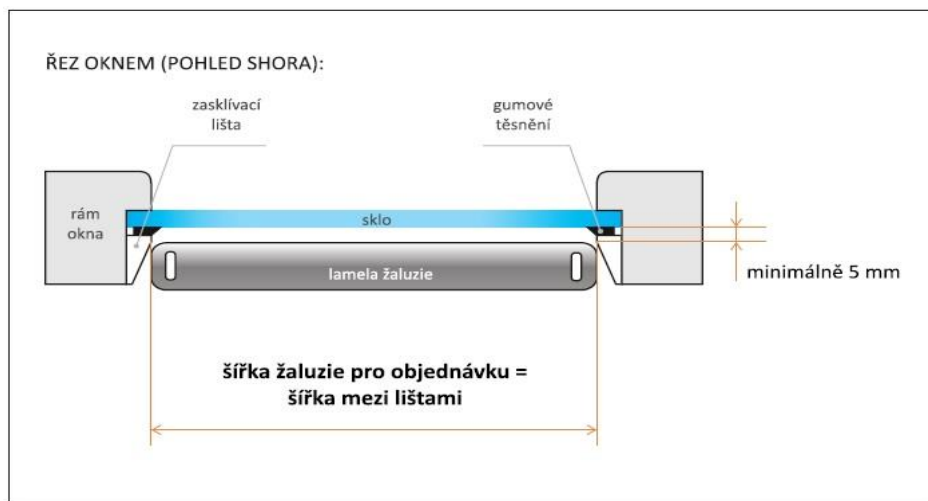 ŘEZ OKNEM (POHLED SHORA):
zasklívací
lišta
gumové
těsnění
rám
okna
sklo
lamela žaluzie
minimálně 5 mm
šířka žaluzie pro objednávku =
šířka mezi lištami